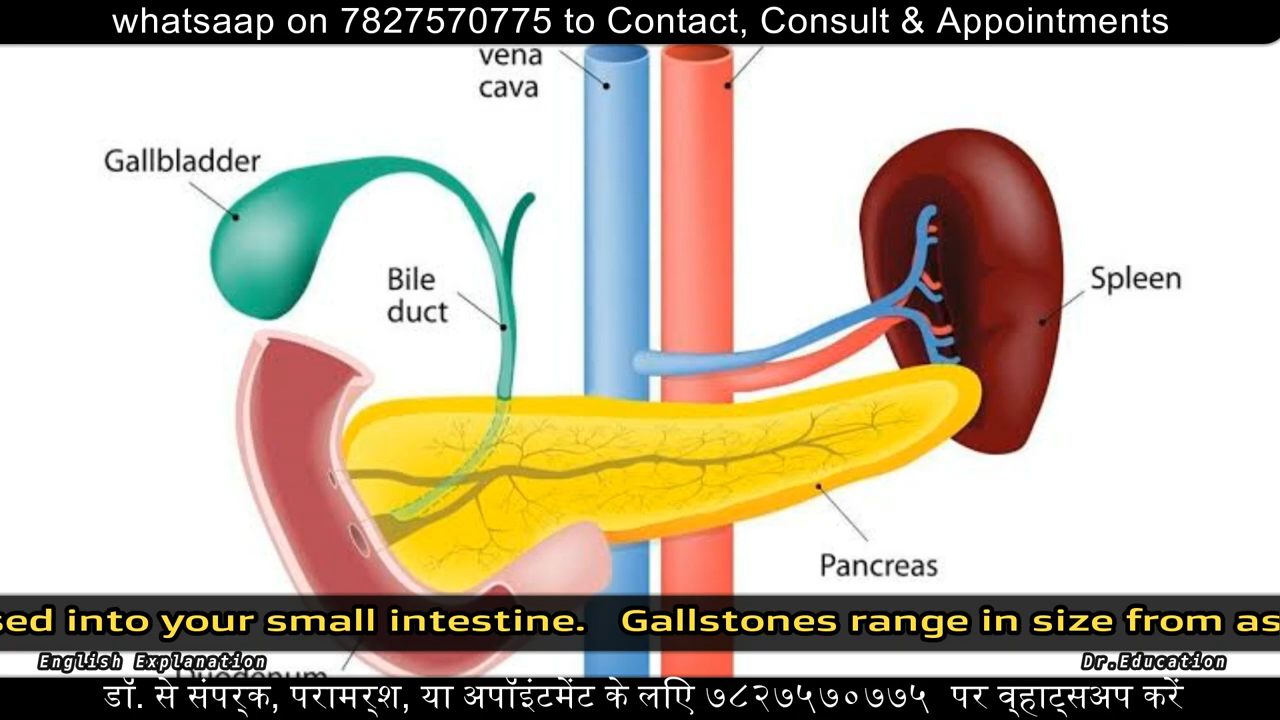 whatsaap on 7827570775 to Contact, Consult & Appointments
vena
cava
Gallbladder
Bile
duct
Spleen
Pancreas
sed into your small intestine. Gallstones range in size from as
English Explanation
Dr.Education
Duodenum
डॉ. से संपर्क, परामर्श, या अपॉइंटमेंट के लिए ७८२७५७०७७५ पर व्हाट्सअप करें